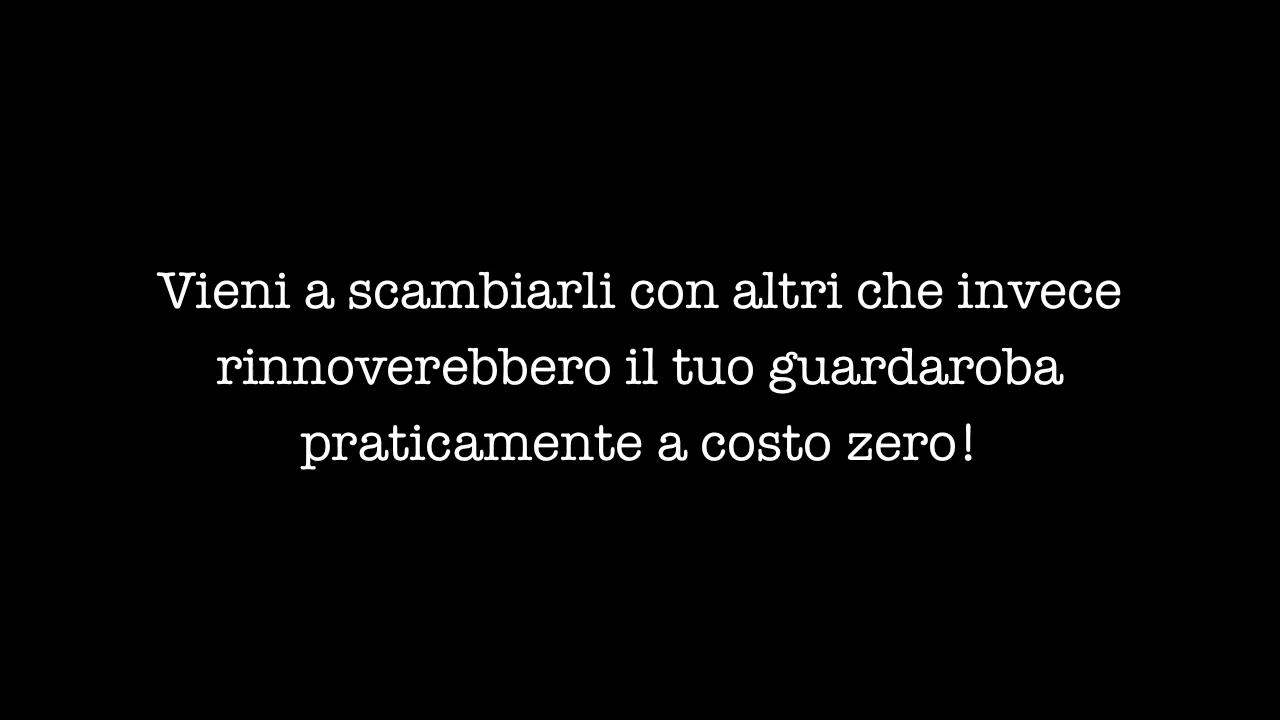 Vieni a scambiarli con altri che invece
rinnoverebbero il tuo guardaroba
praticamente a costo zero!